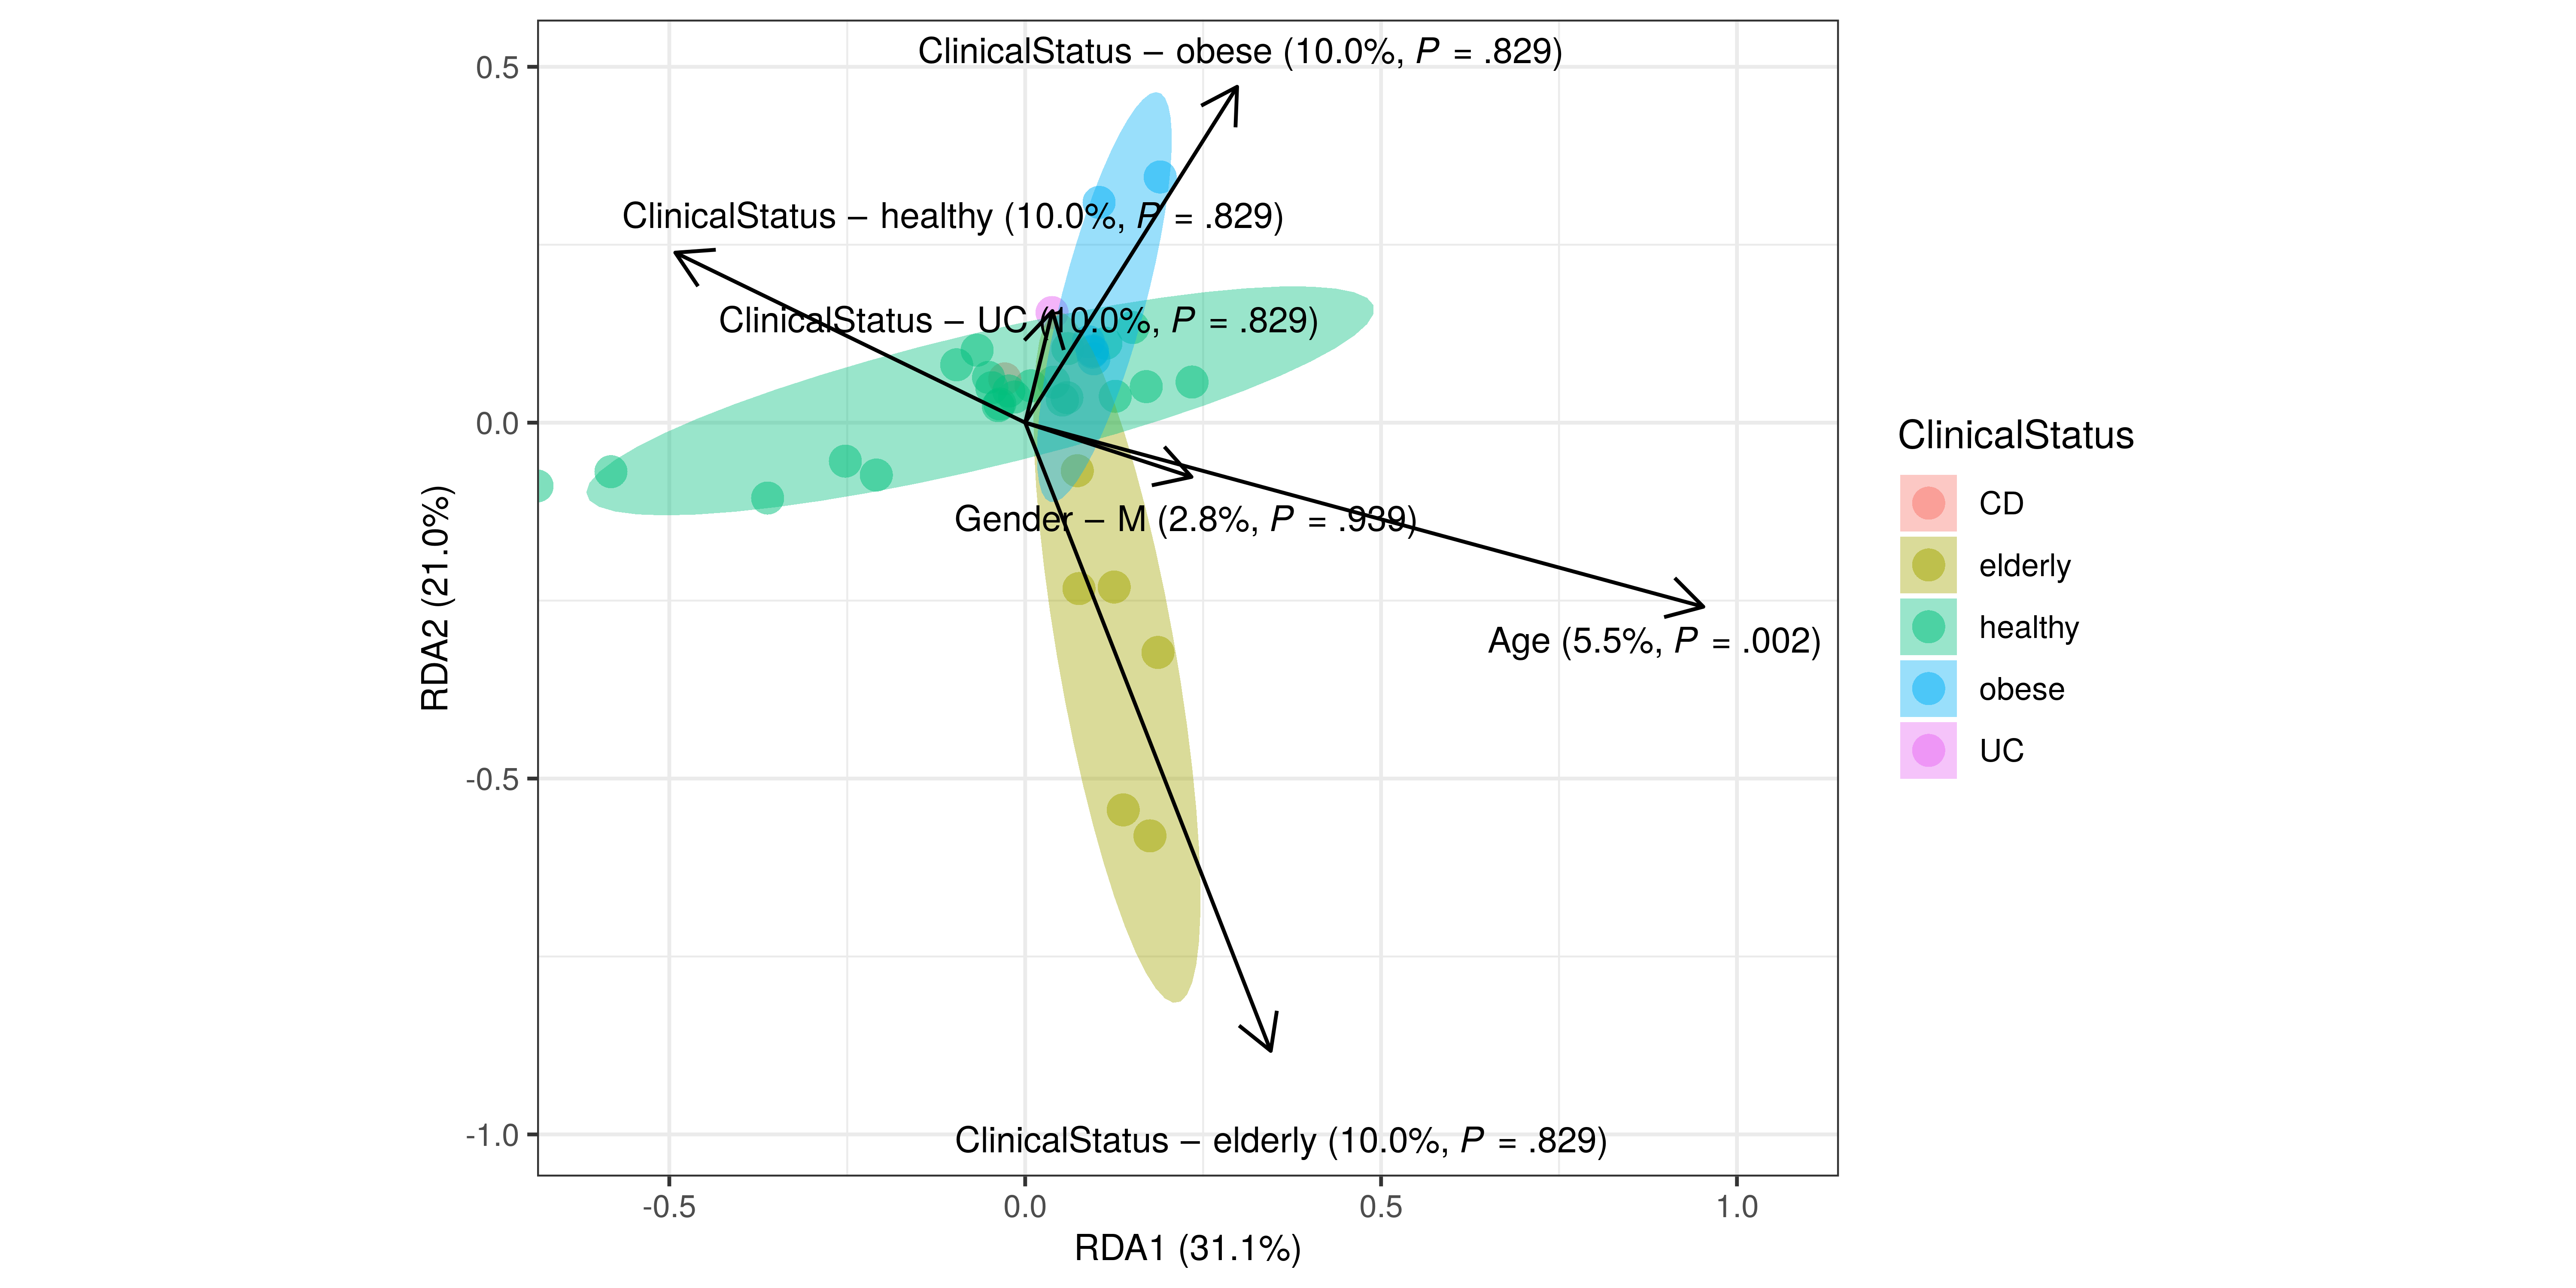 ClinicalStatus – obese (10.0%, P = .829)
ClinicalStatus – healthy (10.0%, P = .829)
ClinicalStatus – UC (10.0%, P = .829)
Gender – M (2.8%, P = .939)
Age (5.5%, P = .002)
ClinicalStatus – elderly (10.0%, P = .829)
0.5
0.0
-0.5
-1.0
RDA2 (21.0%)
-0.5
0.0
0.5
1.0
RDA1 (31.1%)
ClinicalStatus
CD
elderly
healthy
obese
UC